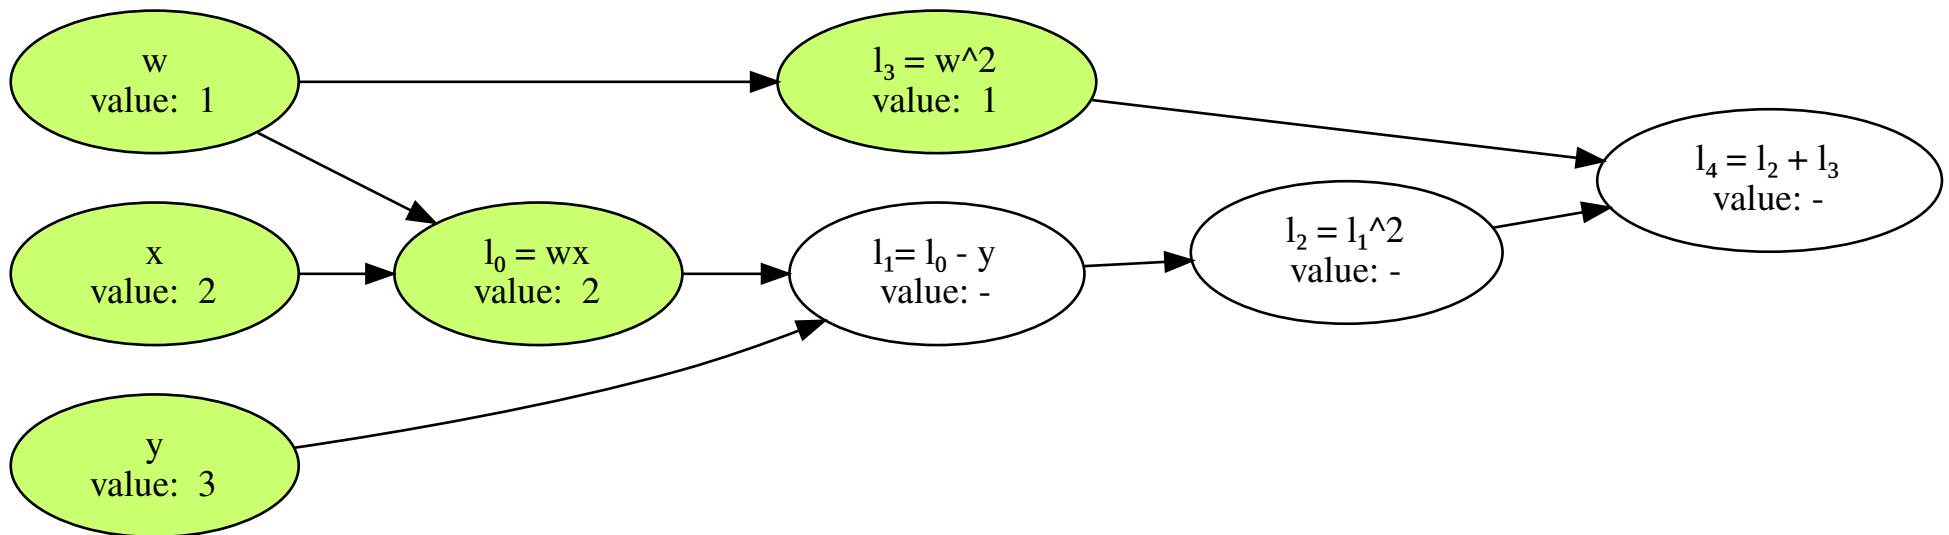 w
value:  1
l₃ = w^2
value:  1
l₄ = l₂ + l₃
value: -
x
value:  2
l₀ = wx
value:  2
l₁= l₀ - y
value: -
l₂ = l₁^2
value: -
y
value:  3